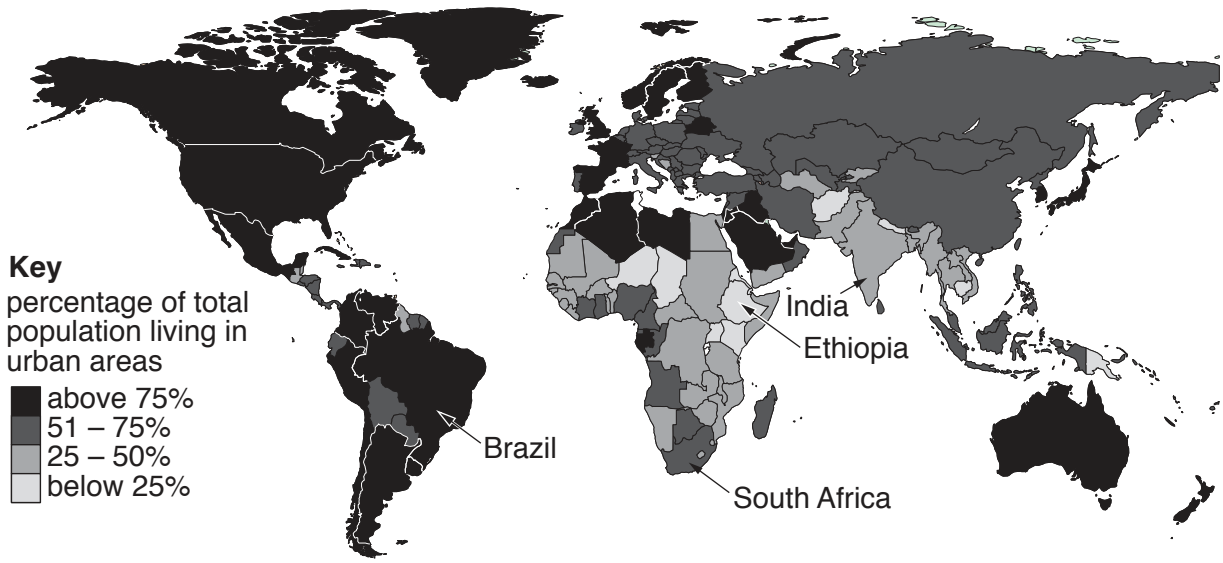 Key
percentage of total
population living in
urban areas
above 75%
51 – 75%
25 – 50%
below 25%
India
Ethiopia
Brazil
South Africa